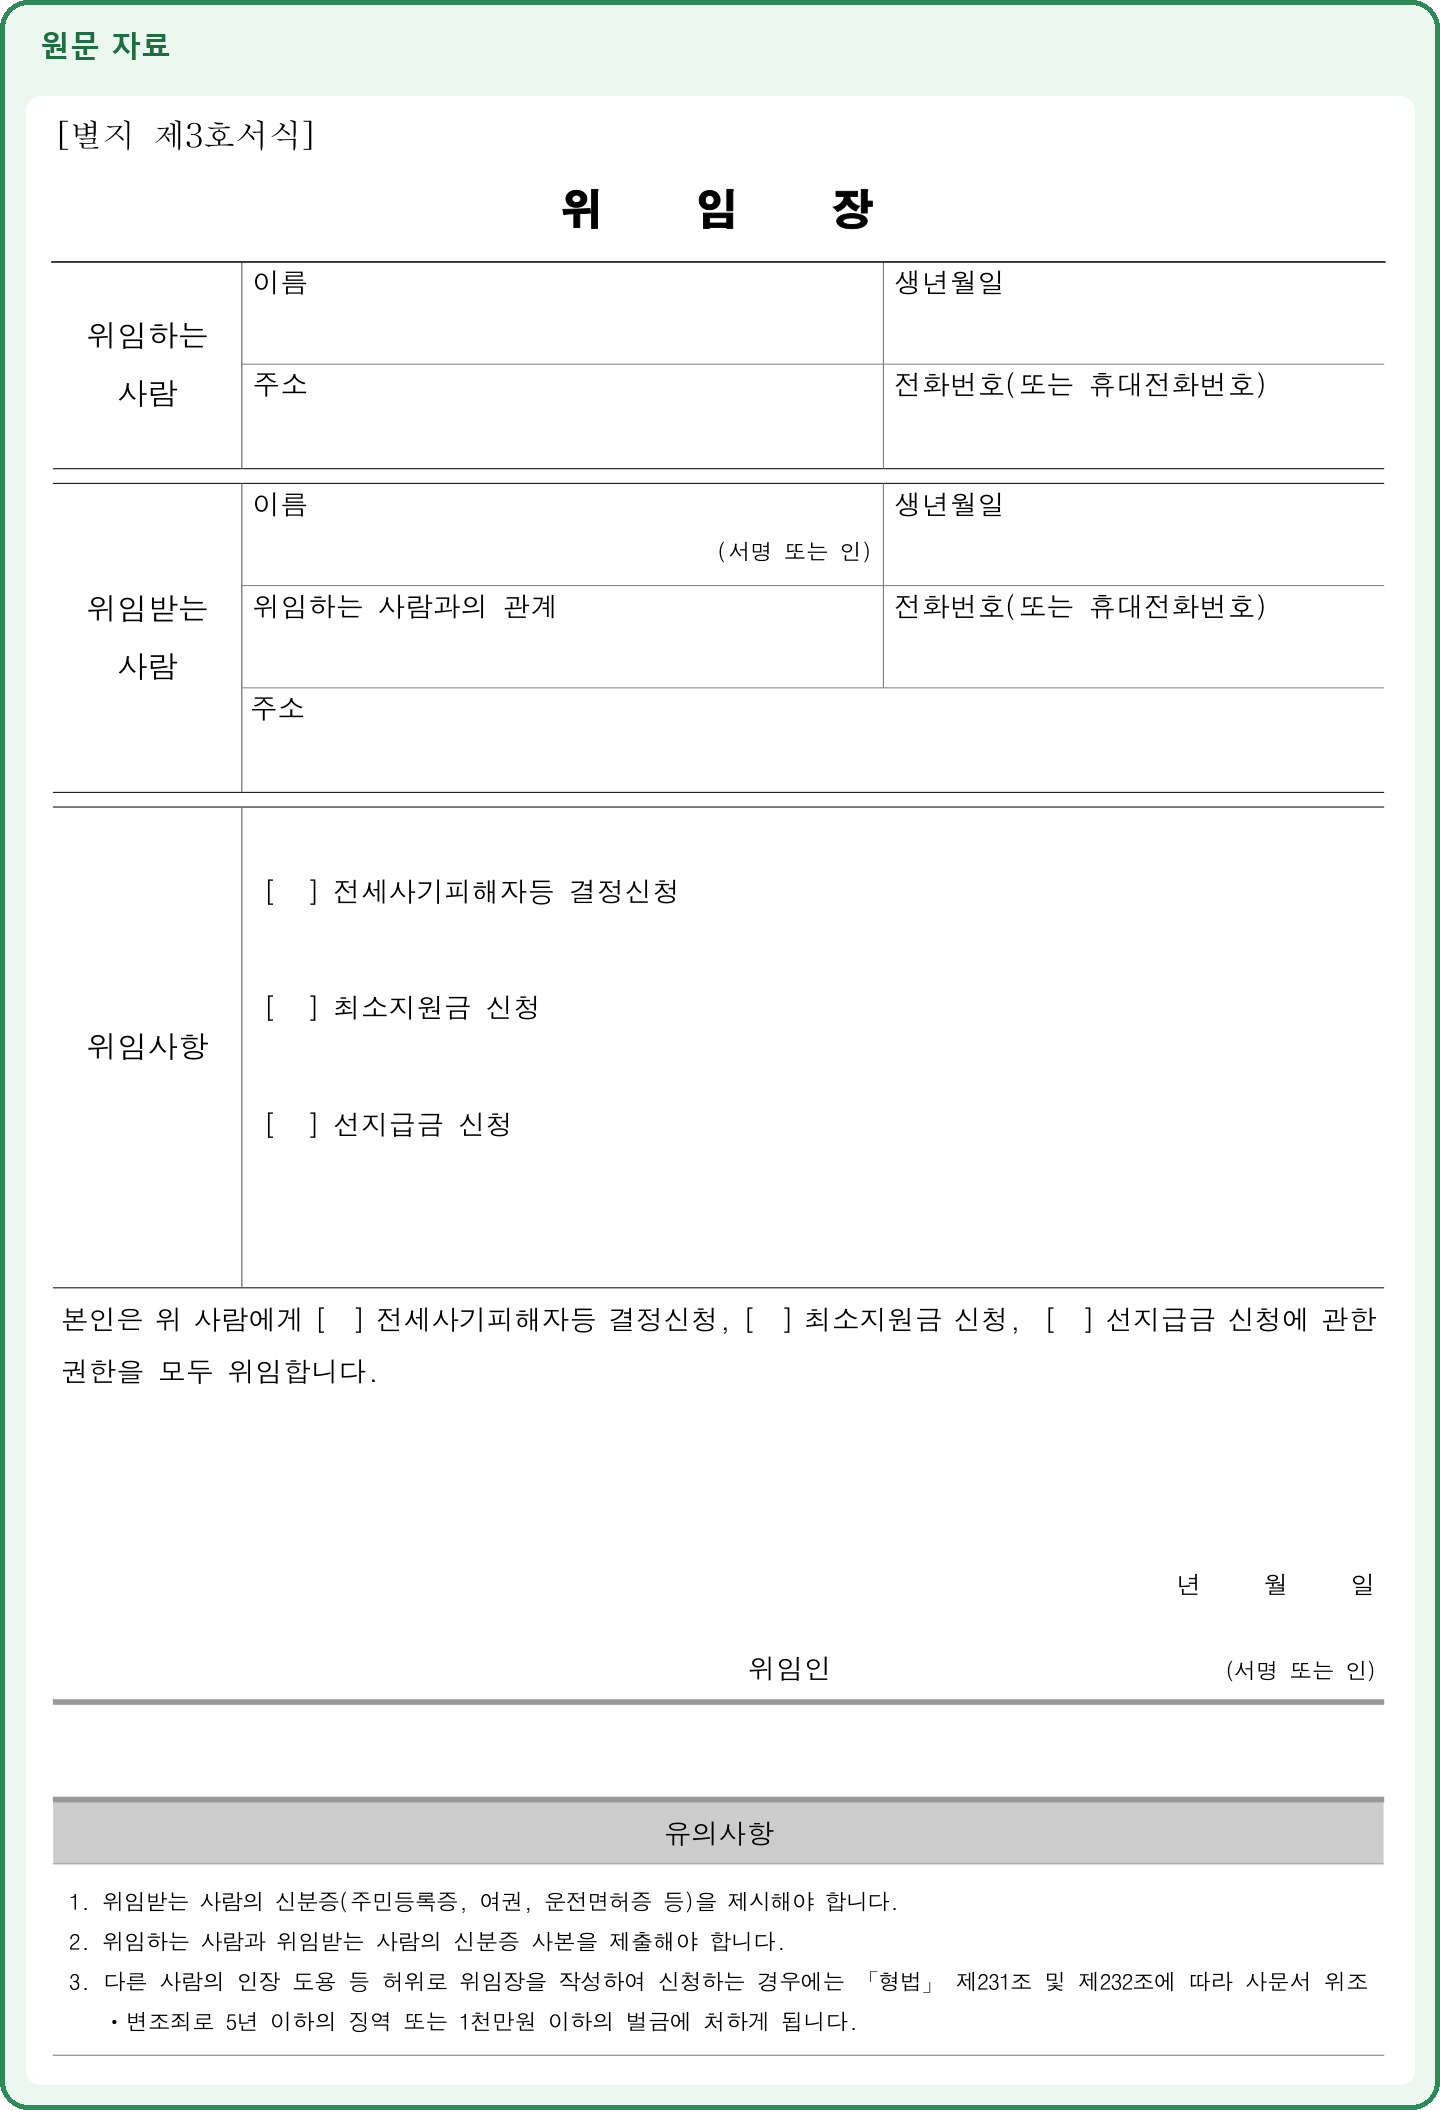 원문 자료
[별지 제3호서식]
위 임 장
위임하는
사람
이름
생년월일
주소
전화번호(또는 휴대전화번호)
위임받는
사람
이름
(서명 또는 인)
생년월일
위임하는 사람과의 관계
전화번호(또는 휴대전화번호)
주소
위임사항
[ ] 전세사기피해자등 결정신청
[ ] 최소지원금 신청
[ ] 선지급금 신청
본인은 위 사람에게 [ ] 전세사기피해자등 결정신청, [ ] 최소지원금 신청, [ ] 선지급금 신청에 관한
권한을 모두 위임합니다.
년 월 일
위임인 (서명 또는 인)
유의사항
1. 위임받는 사람의 신분증(주민등록증, 여권, 운전면허증 등)을 제시해야 합니다.
2. 위임하는 사람과 위임받는 사람의 신분증 사본을 제출해야 합니다.
3. 다른 사람의 인장 도용 등 허위로 위임장을 작성하여 신청하는 경우에는 「형법」 제231조 및 제232조에 따라 사문서 위조
・변조죄로 5년 이하의 징역 또는 1천만원 이하의 벌금에 처하게 됩니다.